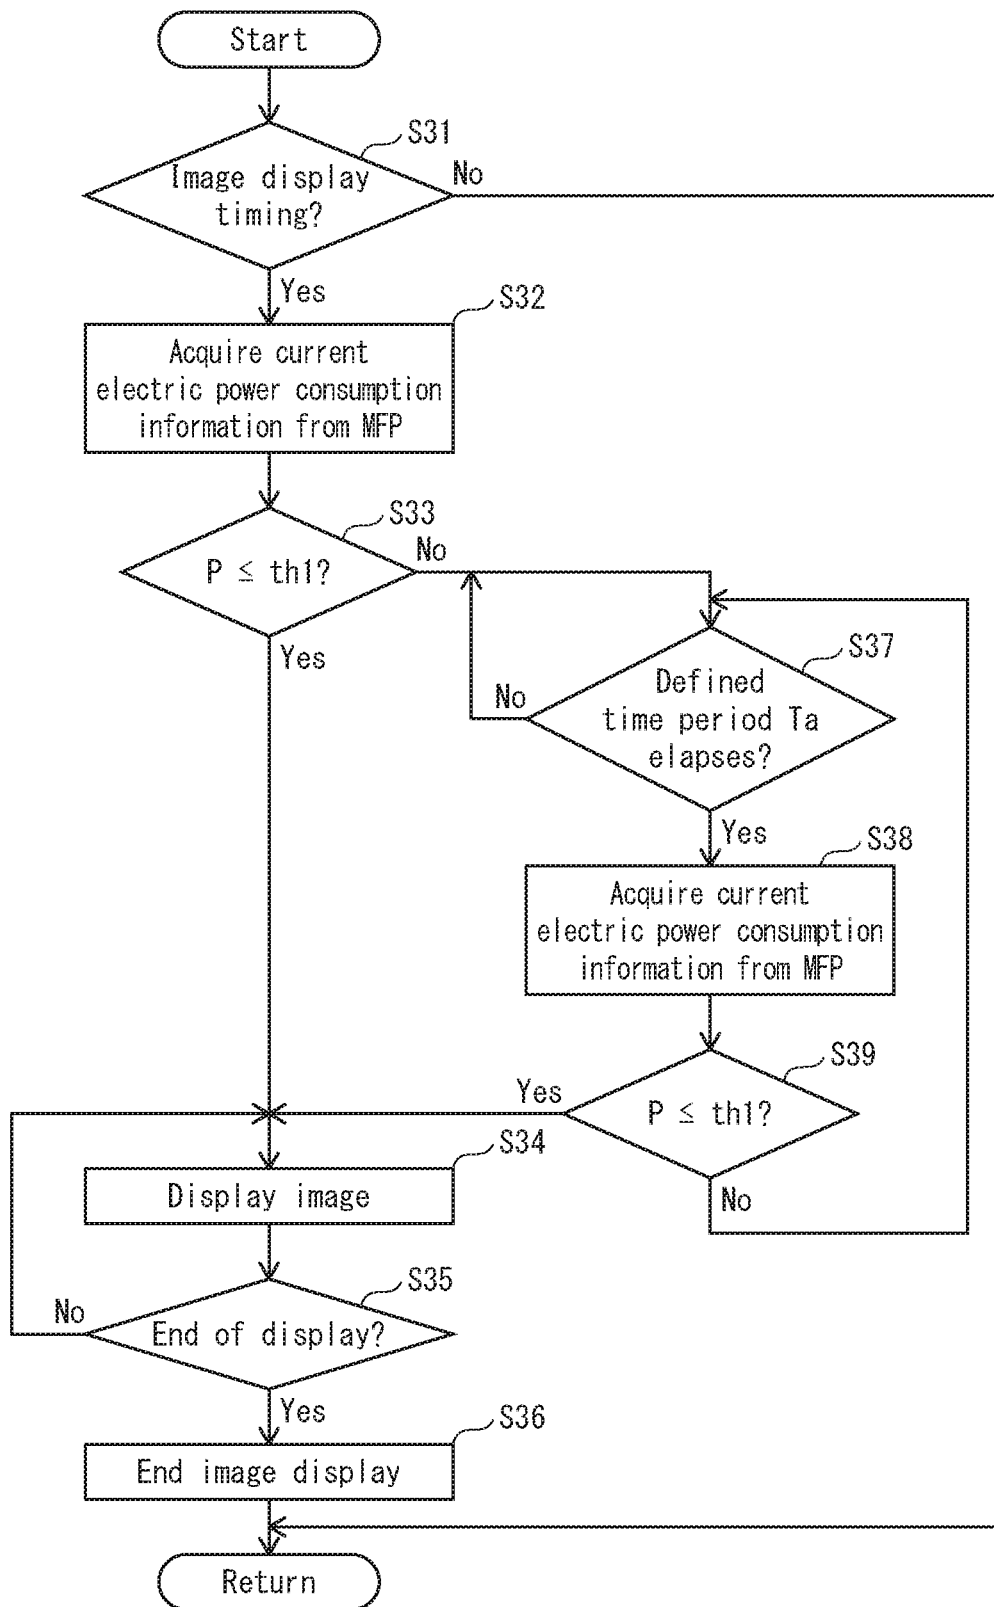 Start
S31
Image display
timing?
No
Yes
S32
Acquire current
electric power consumption
information from MFP
S33
P ≤ th1?
No
Yes
S37
Defined
time period Ta
elapses?
No
Yes
S38
Acquire current
electric power consumption
information from MFP
S39
P ≤ th1?
Yes
No
S34
Display image
S35
End of display?
No
Yes
S36
End image display
Return